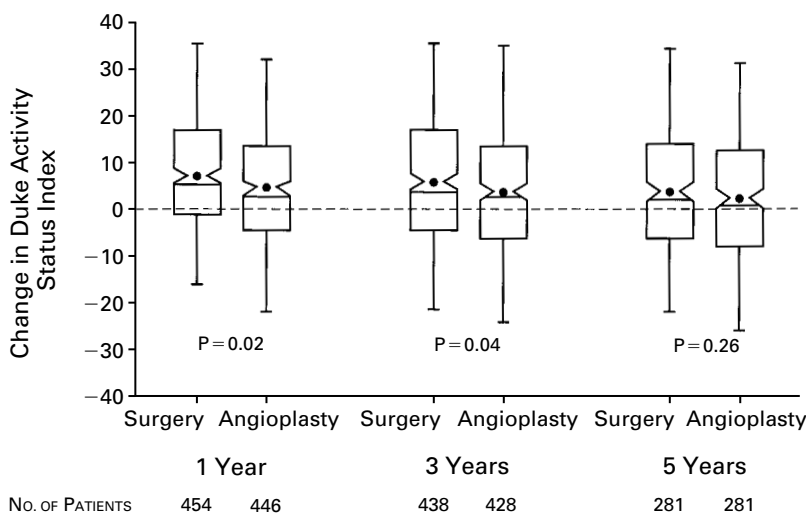 Change in Duke Activity
Status Index
40
30
20
10
0
−10
−20
−30
−40
P=0.02
P=0.04
P=0.26
Surgery Angioplasty Surgery Angioplasty Surgery Angioplasty
1 Year 3 Years 5 Years
No. of Patients 454 446 438 428 281 281